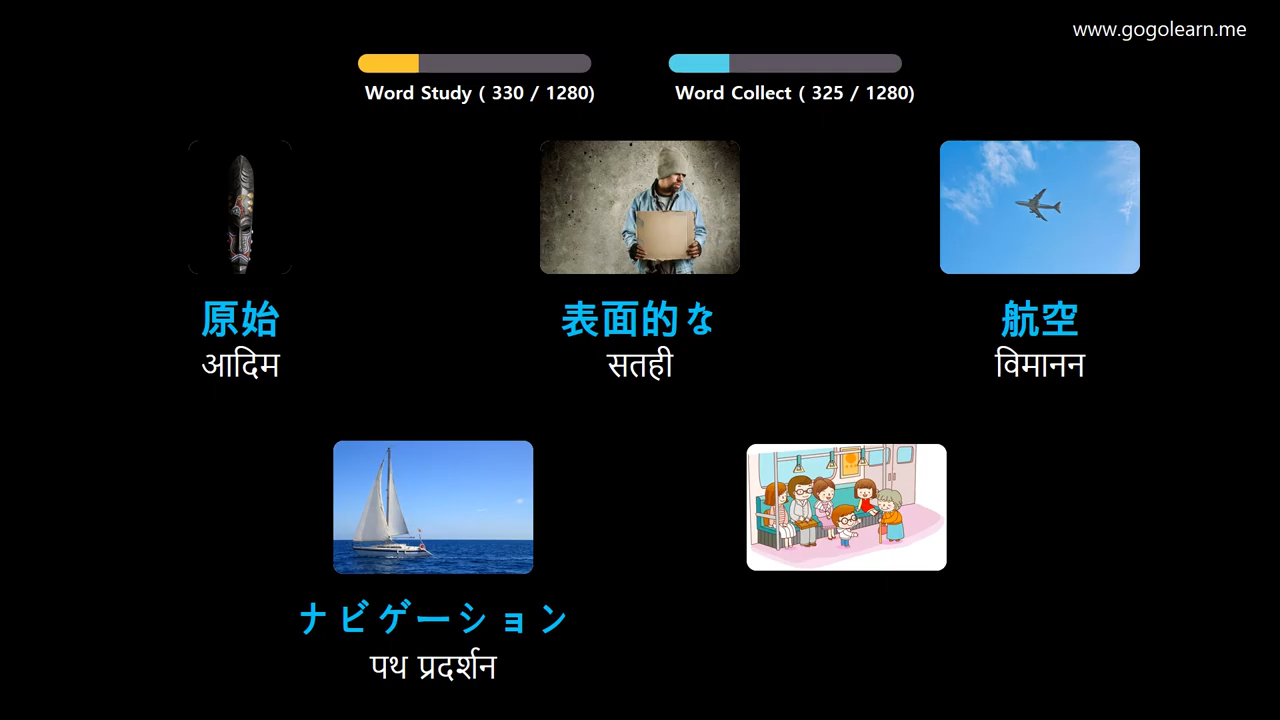 www.gogolearn.me
Word Study ( 330 / 1280)
Word Collect ( 325 / 1280)
原始
आदिम
表面的な
सतही
航空
विमानन
ナビゲーション
पथ प्रदर्शन